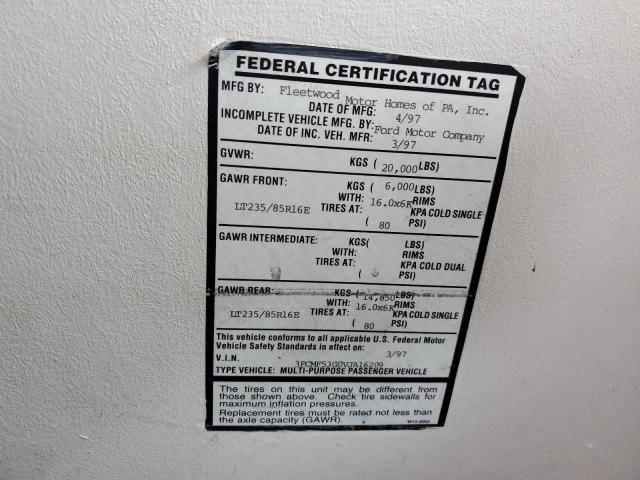 FEDERAL CERTIFICATION TAG
MFG BY: Fleetwood Motor Homes of PA, Inc.
DATE OF MFG: 4/97
INCOMPLETE VEHICLE MFG BY: Ford Motor Company
DATE OF INC. VEH. MFR: 3/97
GVWR: KGS ( 20,000 LBS)
GAWR FRONT: KGS ( 6,000 LBS)
WITH: 16.0x6K RIMS
LT235/85R16E TIRES AT: KPA COLD SINGLE
( 80 PSI)
GAWR INTERMEDIATE: KGS( LBS)
WITH: RIMS
TIRES AT: KPA COLD DUAL
( PSI)
GAWR REAR: KGS (14,850 LBS)
WITH: 16.0x6K RIMS
LT235/85R16E TIRES AT: KPA COLD SINGLE
( 80 PSI)
This vehicle conforms to all applicable U.S. Federal Motor
Vehicle Safety Standards in effect on: 3/97
V.I.N. 3FCMF53G0VJA16209
TYPE VEHICLE: MULTI-PURPOSE PASSENGER VEHICLE
The tires on this unit may be different from
those shown above. Check tire sidewalls for
maximum inflation pressures.
Replacement tires must be rated not less than
the axle capacity (GAWR).